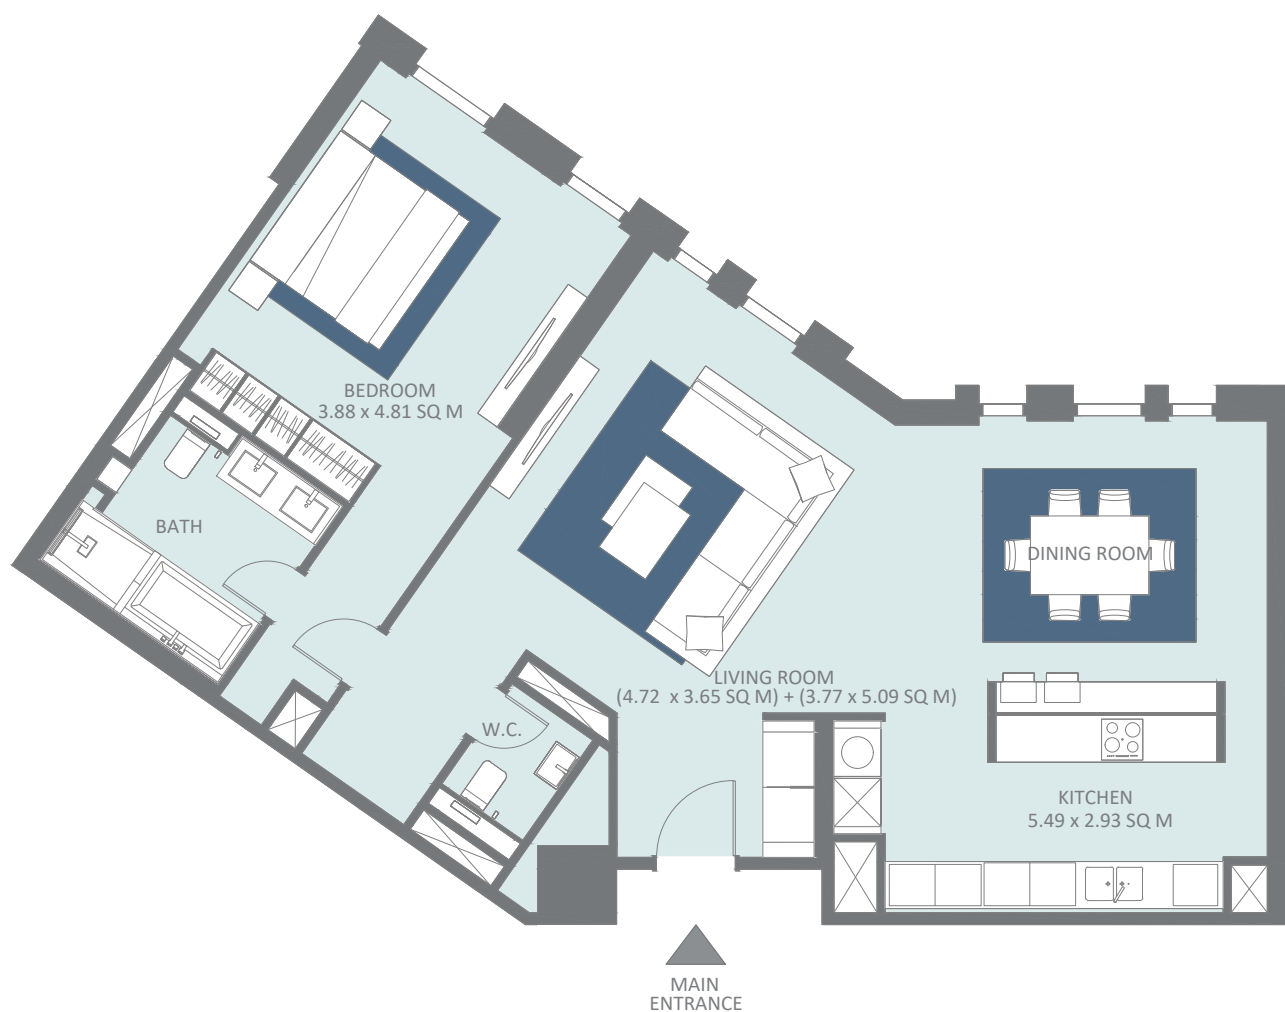 BEDROOM
3.88 x 4.81 SQ M
BATH
DINING ROOM
LIVING ROOM
(4.72 x 3.65 SQ M) + (3.77 x 5.09 SQ M)
W.C.
KITCHEN
5.49 x 2.93 SQ M
MAIN
ENTRANCE